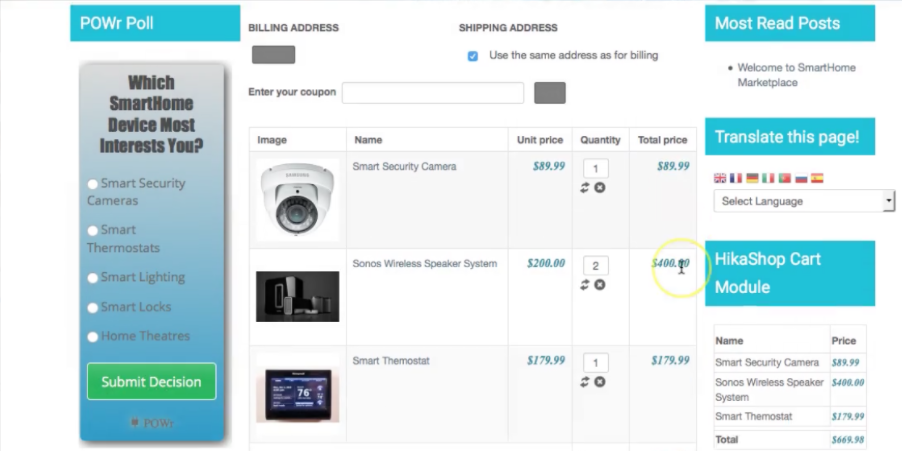 POWr Poll
Which
SmartHome
Device Most
Interests You?
Smart Security
Cameras
Smart
Thermostats
Smart Lighting
Smart Locks
Home Theatres
Submit Decision
POWr
BILLING ADDRESS
SHIPPING ADDRESS
Use the same address as for billing
Enter your coupon
Image Name Unit price Quantity Total price
SAMSUNG
Smart Security Camera $89.99 1 $89.99
Sonos Wireless Speaker System $200.00 2 $400.00
Smart Themostat $179.99 1 $179.99
76
Most Read Posts
Welcome to SmartHome
Marketplace
Translate this page!
Select Language
HikaShop Cart
Module
Name Price
Smart Security Camera $89.99
Sonos Wireless Speaker $400.00
System
Smart Themostat $179.99
Total $669.98